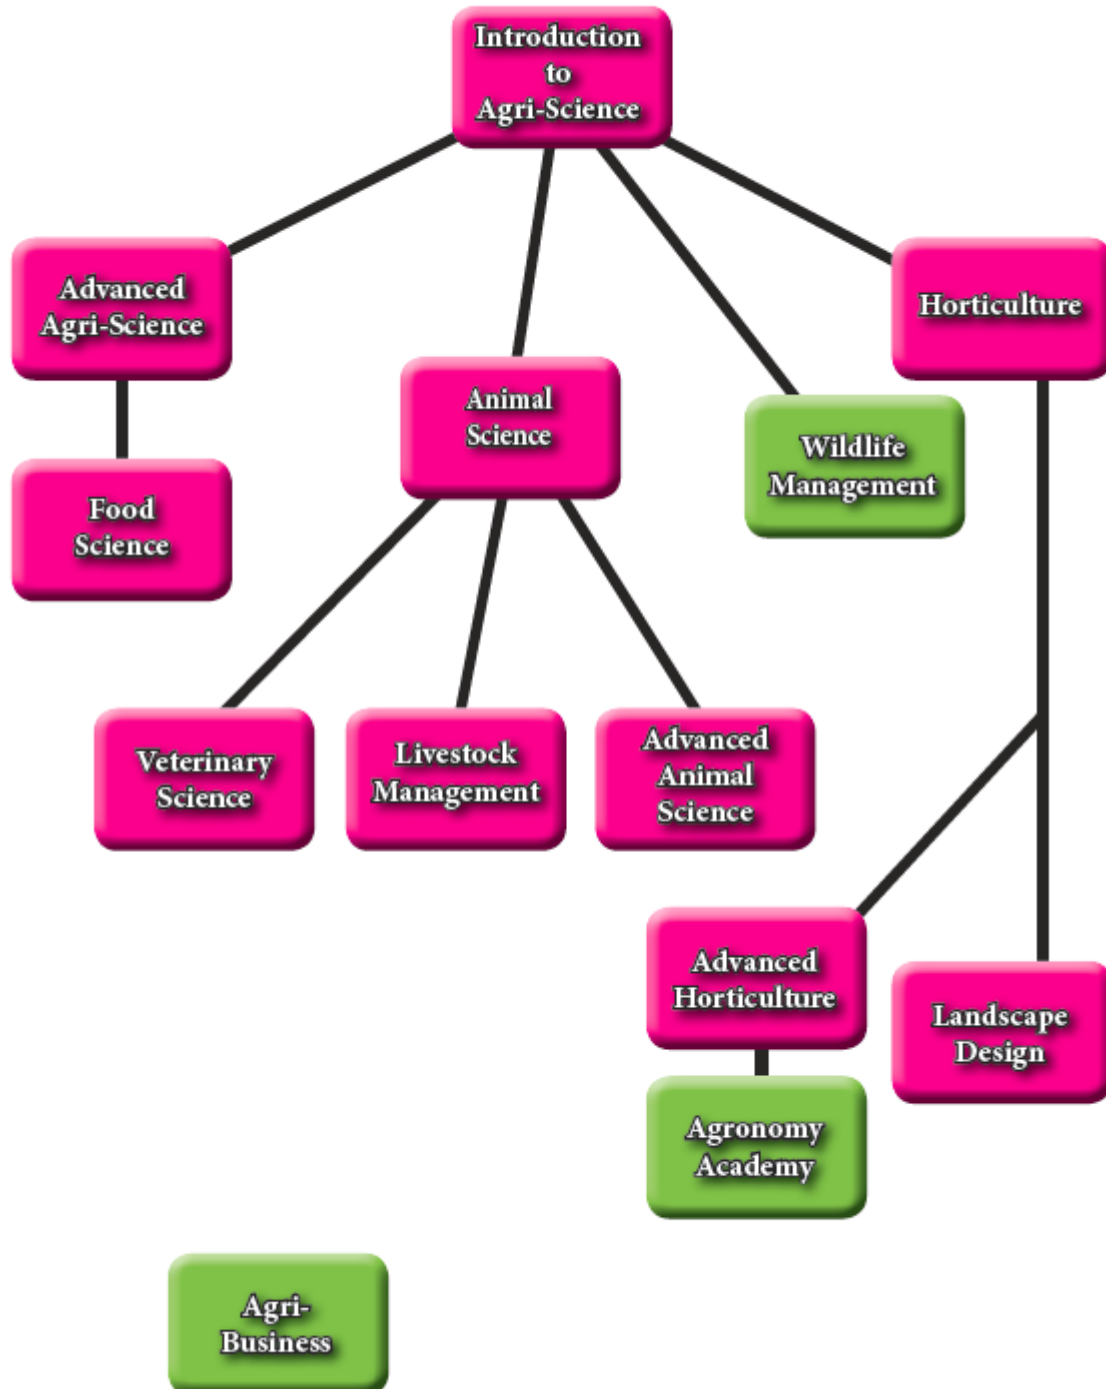 Introduction
to
Agri-Science
Advanced
Agri-Science
Horticulture
Animal
Science
Wildlife
Management
Food
Science
Veterinary
Science
Livestock
Management
Advanced
Animal
Science
Advanced
Horticulture
Landscape
Design
Agronomy
Academy
Agri-
Business